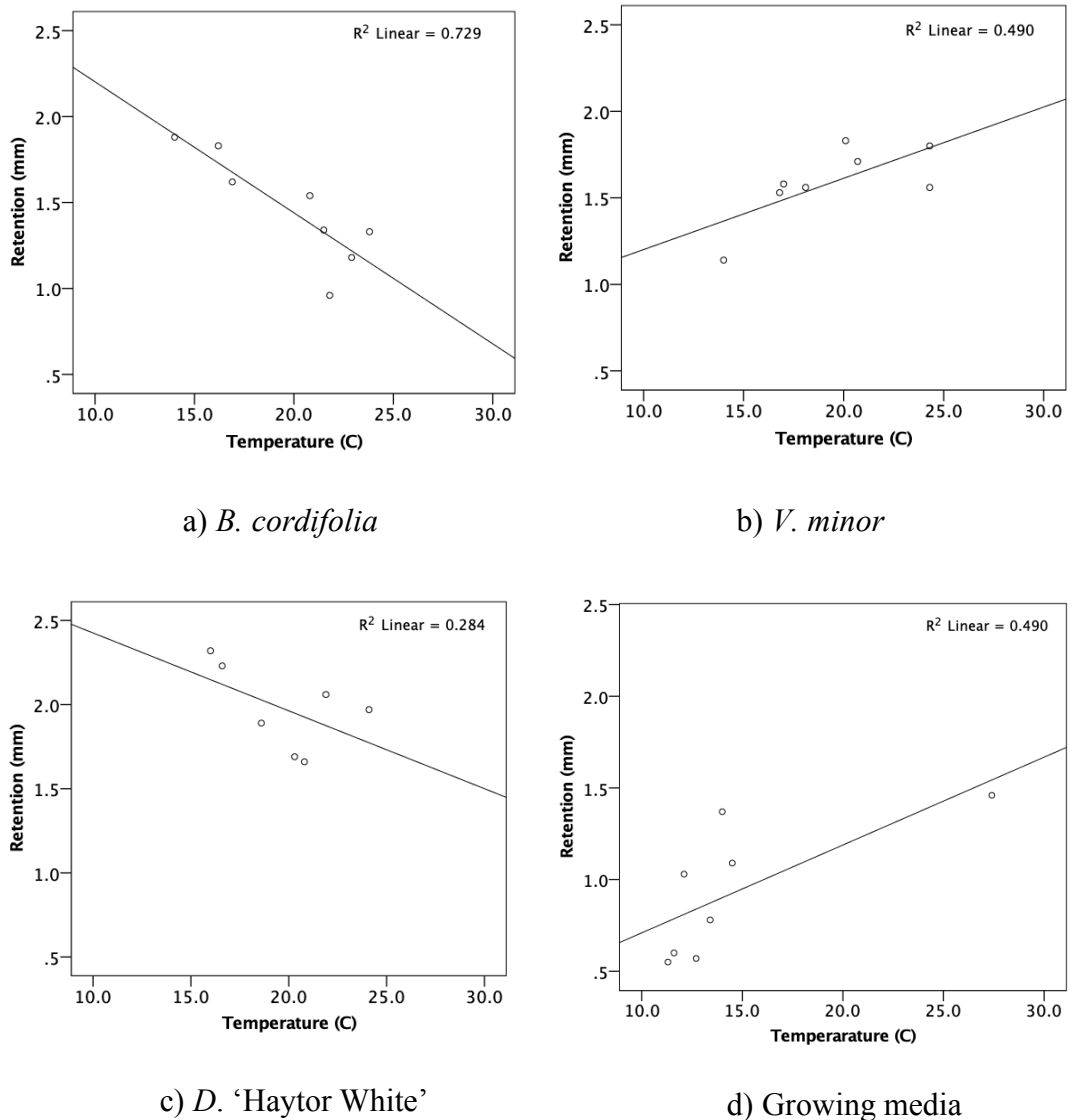 R² Linear = 0.729
2.5
2.0
1.5
1.0
.5
Retention (mm)
10.0 15.0 20.0 25.0 30.0
Temperature (C)
a) B. cordifolia
R² Linear = 0.490
2.5
2.0
1.5
1.0
.5
Retention (mm)
10.0 15.0 20.0 25.0 30.0
Temperature (C)
b) V. minor
R² Linear = 0.284
2.5
2.0
1.5
1.0
.5
Retention (mm)
10.0 15.0 20.0 25.0 30.0
Temperature (C)
c) D. ‘Haytor White’
R² Linear = 0.490
2.5
2.0
1.5
1.0
.5
Retention (mm)
10.0 15.0 20.0 25.0 30.0
Temperarature (C)
d) Growing media